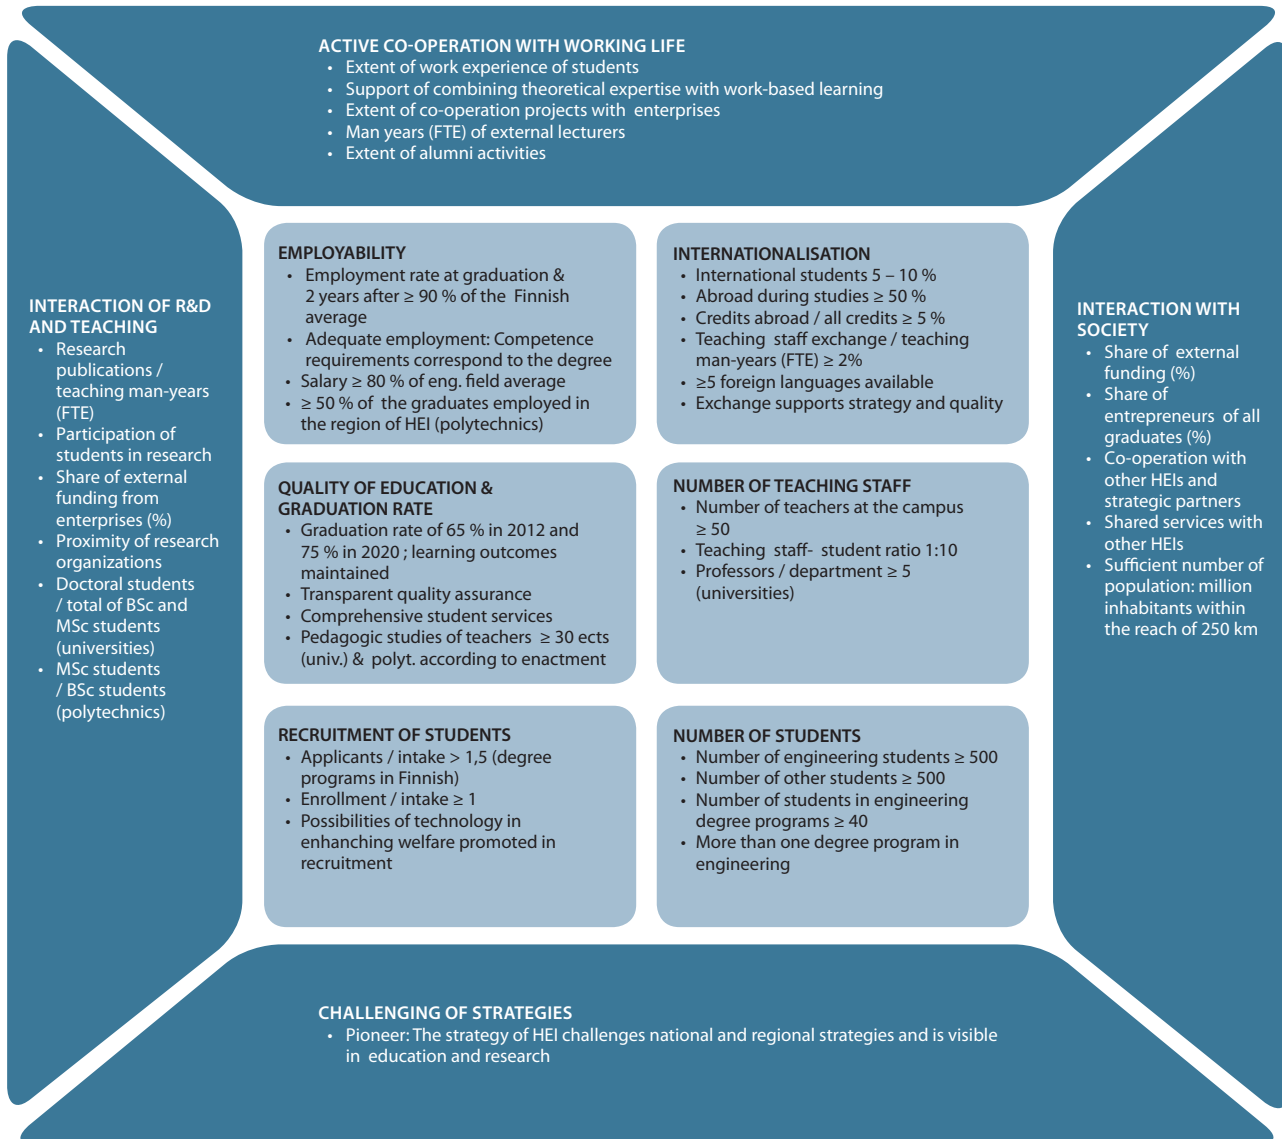 ACTIVE CO-OPERATION WITH WORKING LIFE
• Extent of work experience of students
• Support of combining theoretical expertise with work-based learning
• Extent of co-operation projects with enterprises
• Man years (FTE) of external lecturers
• Extent of alumni activities
INTERACTION OF R&D
AND TEACHING
• Research
publications /
teaching man-years
(FTE)
• Participation of
students in research
• Share of external
funding from
enterprises (%)
• Proximity of research
organizations
• Doctoral students
/ total of BSc and
MSc students
(universities)
• MSc students
/ BSc students
(polytechnics)
EMPLOYABILITY
• Employment rate at graduation &
2 years after ≥ 90 % of the Finnish
average
• Adequate employment: Competence
requirements correspond to the degree
• Salary ≥ 80 % of eng. field average
• ≥ 50 % of the graduates employed in
the region of HEI (polytechnics)
INTERNATIONALISATION
• International students 5 – 10 %
• Abroad during studies ≥ 50 %
• Credits abroad / all credits ≥ 5 %
• Teaching staff exchange / teaching
man-years (FTE) ≥ 2%
• ≥5 foreign languages available
• Exchange supports strategy and quality
QUALITY OF EDUCATION &
GRADUATION RATE
• Graduation rate of 65 % in 2012 and
75 % in 2020 ; learning outcomes
maintained
• Transparent quality assurance
• Comprehensive student services
• Pedagogic studies of teachers ≥ 30 ects
(univ.) & polyt. according to enactment
NUMBER OF TEACHING STAFF
• Number of teachers at the campus
≥ 50
• Teaching staff- student ratio 1:10
• Professors / department ≥ 5
(universities)
RECRUITMENT OF STUDENTS
• Applicants / intake > 1,5 (degree
programs in Finnish)
• Enrollment / intake ≥ 1
• Possibilities of technology in
enhanching welfare promoted in
recruitment
NUMBER OF STUDENTS
• Number of engineering students ≥ 500
• Number of other students ≥ 500
• Number of students in engineering
degree programs ≥ 40
• More than one degree program in
engineering
INTERACTION WITH
SOCIETY
• Share of external
funding (%)
• Share of
entrepreneurs of all
graduates (%)
• Co-operation with
other HEIs and
strategic partners
• Shared services with
other HEIs
• Sufficient number of
population: million
inhabitants within
the reach of 250 km
CHALLENGING OF STRATEGIES
• Pioneer: The strategy of HEI challenges national and regional strategies and is visible
in education and research